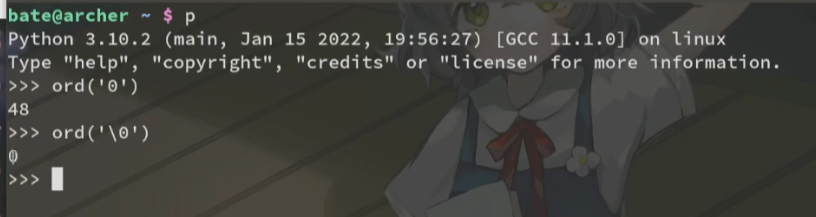 bate@archer ~ $ p
Python 3.10.2 (main, Jan 15 2022, 19:56:27) [GCC 11.1.0] on linux
Type "help", "copyright", "credits" or "license" for more information.
>>> ord('0')
48
>>> ord('\0')
0
>>>